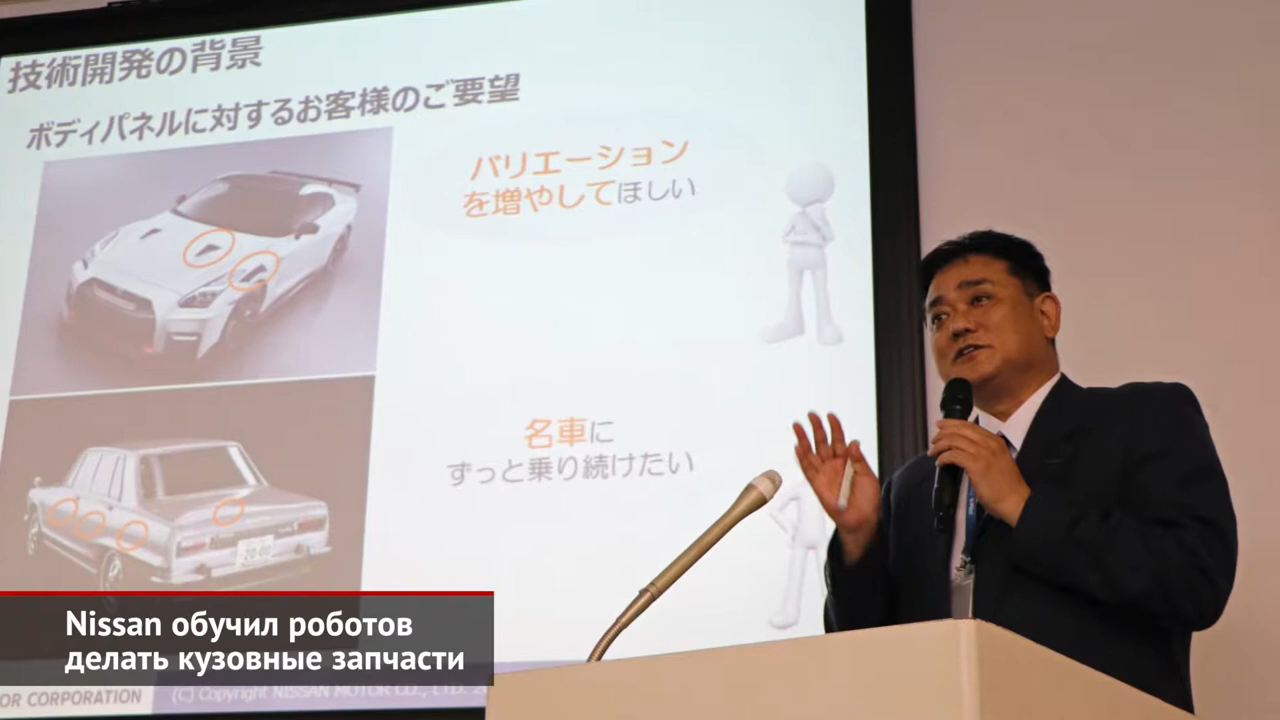 技術開発の背景
ボディパネルに対するお客様のご要望
バリエーション
を増やしてほしい
名車に
ずっと乗り続けたい
20-00
Nissan обучил роботов
делать кузовные запчасти
OR CORPORATION
(C) Copyright NISSAN MOTOR CO., LTD. 20